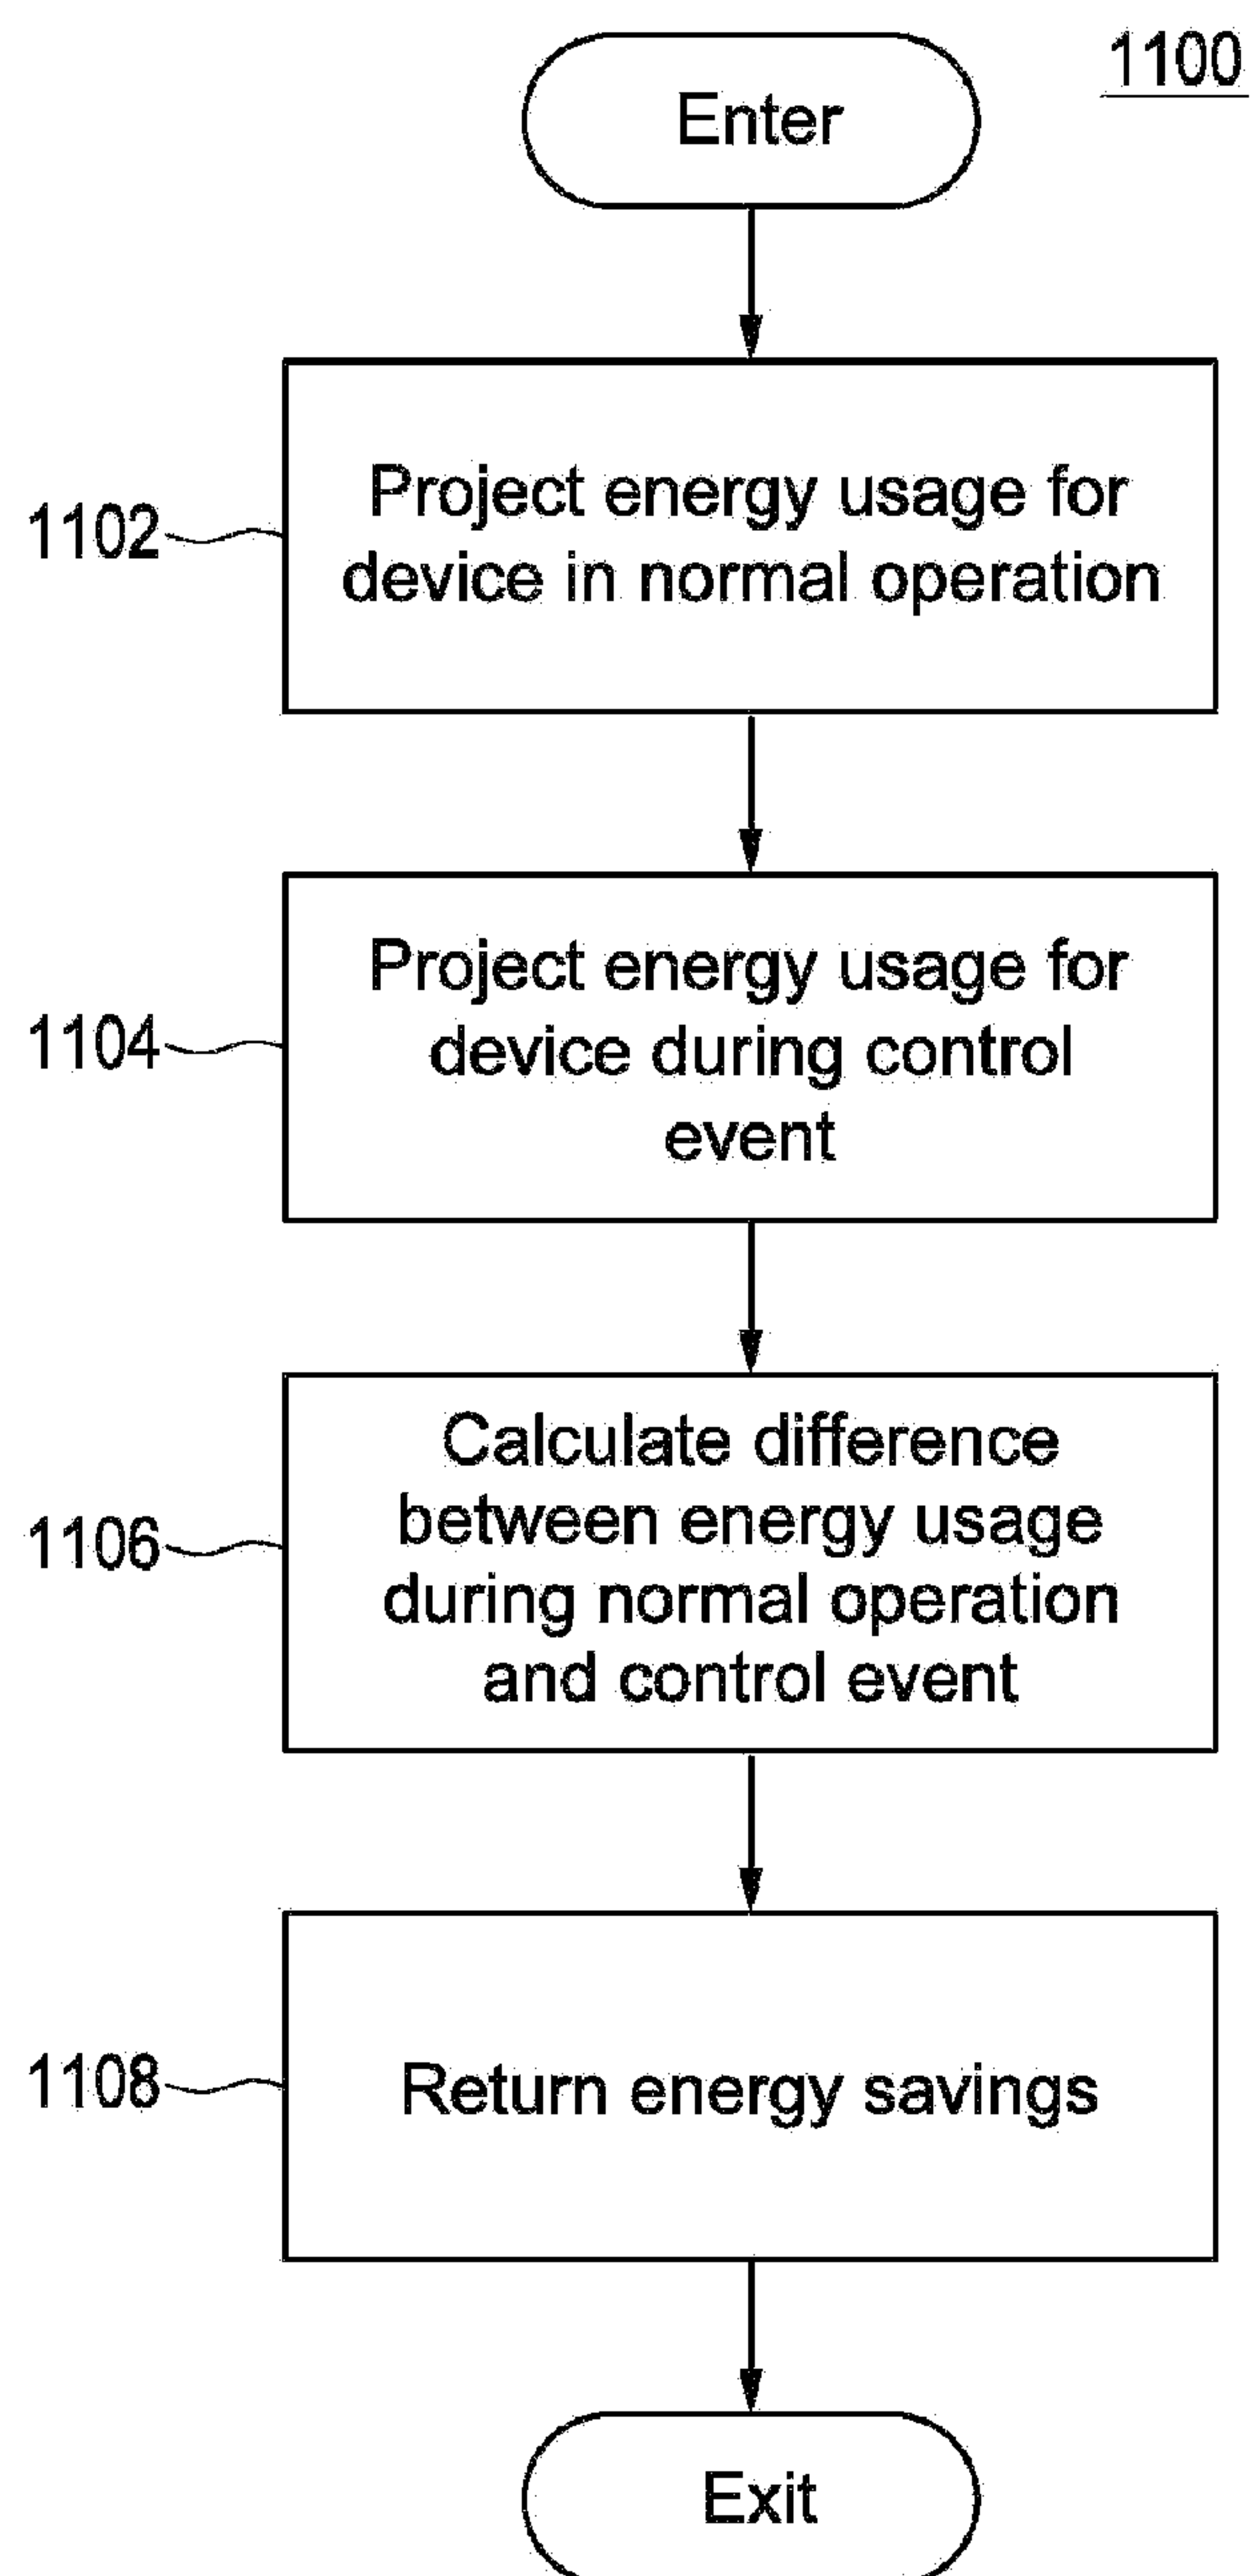 1100
Enter
1102
Project energy usage for
device in normal operation
1104
Project energy usage for
device during control
event
1106
Calculate difference
between energy usage
during normal operation
and control event
1108
Return energy savings
Exit